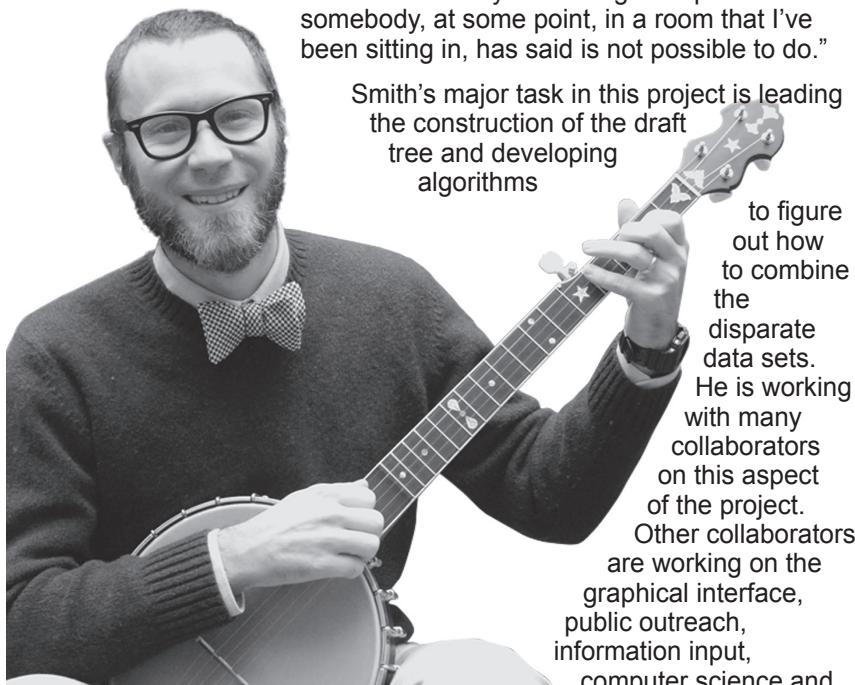 somebody, at some point, in a room that I’ve
been sitting in, has said is not possible to do.”
Smith’s major task in this project is leading
the construction of the draft
tree and developing
algorithms
to figure
out how
to combine
the
disparate
data sets.
He is working
with many
collaborators
on this aspect
of the project.
Other collaborators
are working on the
graphical interface,
public outreach,
information input,
computer science and